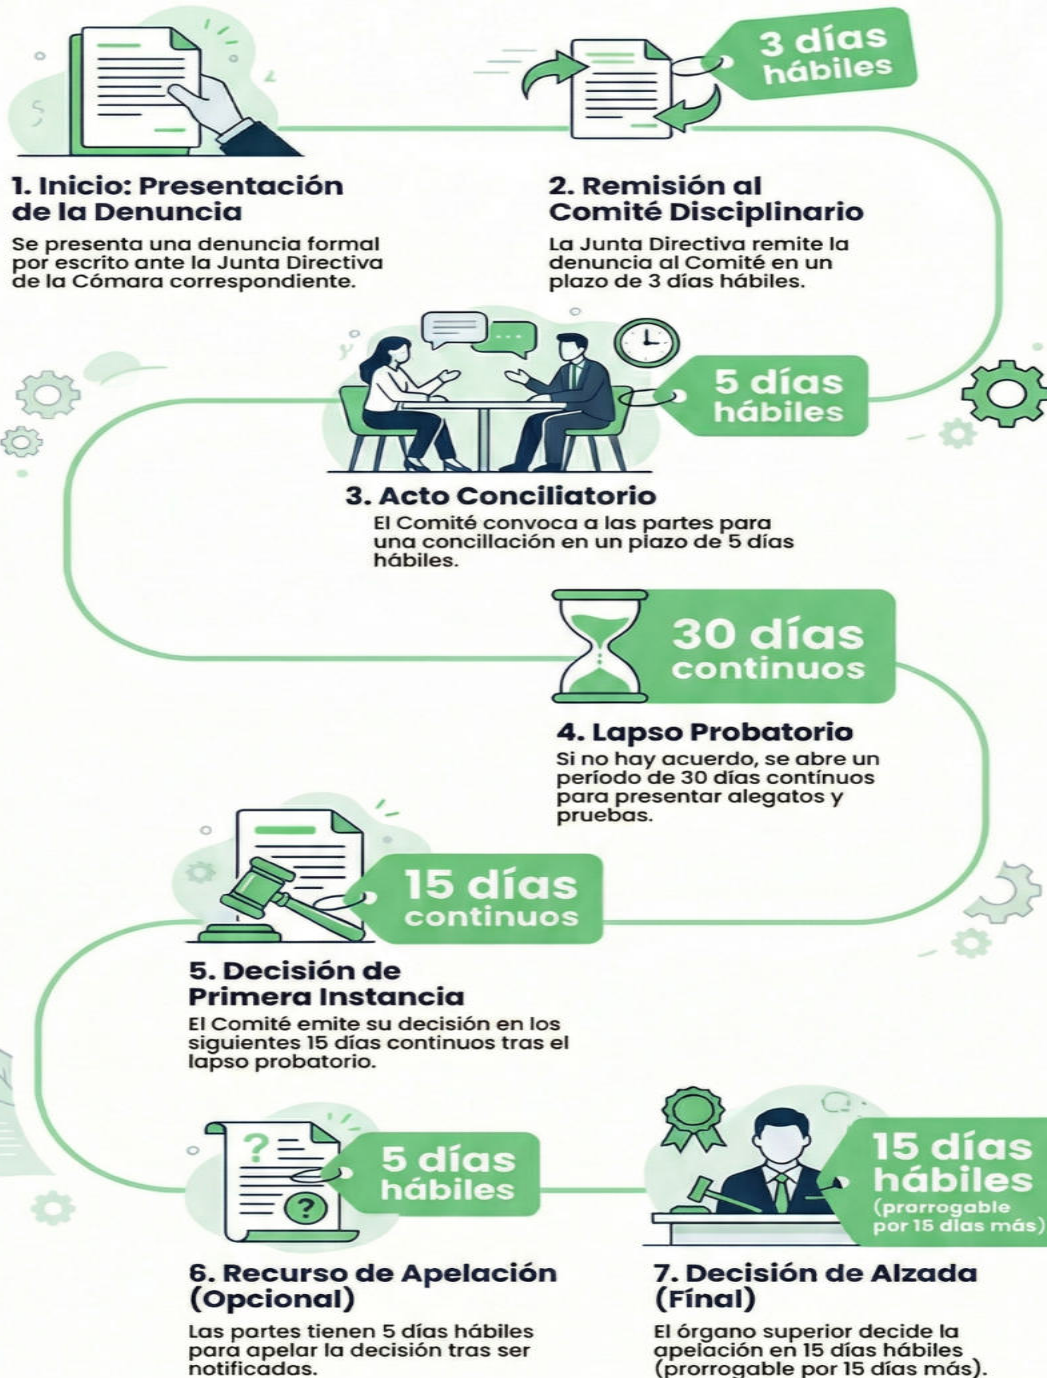 3 días
hábiles
1. Inicio: Presentación
de la Denuncia
Se presenta una denuncia formal
por escrito ante la Junta Directiva
de la Cómara correspondiente.
2. Remisión al
Comité Disciplinario
La Junta Directiva remite la
denuncia al Comité en un
plazo de 3 días hábiles.
5 días
hábiles
3. Acto Conciliatorio
El Comité convoca a las partes para
una concillación en un plazo de 5 días
hábiles.
30 días
continuos
4. Lapso Probatorio
Si no hay acuerdo, se abre un
período de 30 días contínuos
para presentar alegatos y
pruebas.
15 días
continuos
5. Decisión de
Primera Instancia
El Comité emite su decisión en los
siguientes 15 días continuos tras el
lapso probatorio.
5 días
hábiles
6. Recurso de Apelación
(Opcional)
Las partes tienen 5 días hábiles
para apelar la decisión tras ser
notificadas.
15 días
hábiles
(prorrogable
por 15 días más)
7. Decisión de Alzada
(Fínal)
El órgano superior decide la
apelación en 15 días hábiles
(prorrogable por 15 días más).